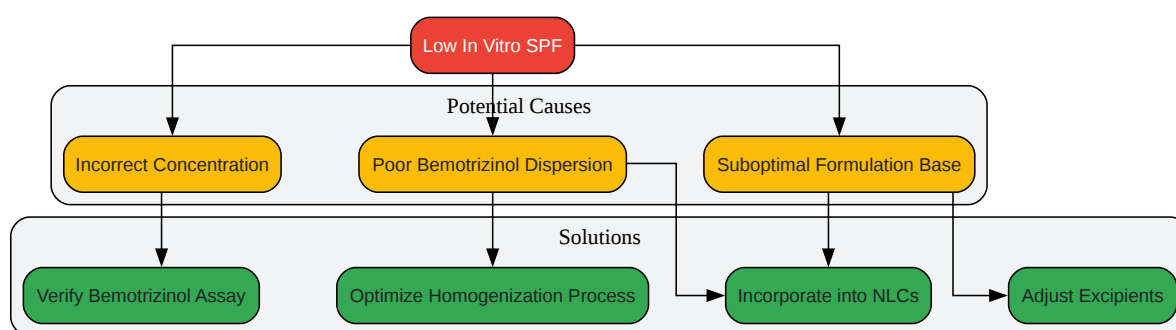 Low In Vitro SPF
Potential Causes
Incorrect Concentration
Poor Bemotrizinol Dispersion
Suboptimal Formulation Base
Solutions
Verify Bemotrizinol Assay
Optimize Homogenization Process
Incorporate into NLCs
Adjust Excipients